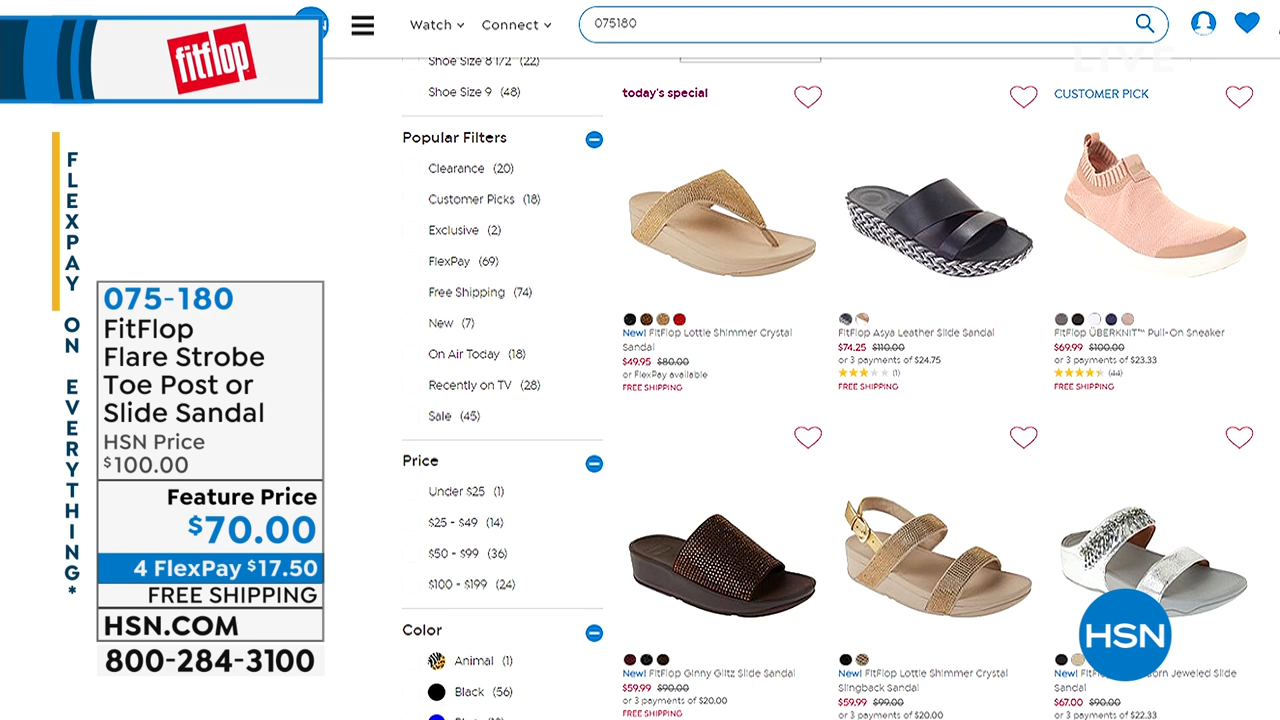 fitflop
FLEXPAY ON EVERYTHING*
075-180
FitFlop
Flare Strobe
Toe Post or
Slide Sandal
HSN Price
$100.00
Feature Price
$70.00
4 FlexPay $17.50
FREE SHIPPING
HSN.COM
800-284-3100
Watch
Connect
075180
LIVE
Shoe Size 8 1/2 (22)
Shoe Size 9 (48)
Popular Filters
Clearance (20)
Customer Picks (18)
Exclusive (2)
FlexPay (69)
Free Shipping (74)
New (7)
On Air Today (18)
Recently on TV (28)
Sale (45)
Price
Under $25 (1)
$25 - $49 (14)
$50 - $99 (36)
$100 - $199 (24)
Color
Animal (1)
Black (56)
today's special
New! FitFlop Lottie Shimmer Crystal
Sandal
$49.95 $80.00
or FlexPay available
FREE SHIPPING
FitFlop Asya Leather Slide Sandal
$74.25 $110.00
or 3 payments of $24.75
(1)
FREE SHIPPING
CUSTOMER PICK
FitFlop ÜBERKNIT™ Pull-On Sneaker
$69.99 $100.00
or 3 payments of $23.33
(44)
FREE SHIPPING
New! FitFlop Ginny Glitz Slide Sandal
$59.99 $90.00
or 3 payments of $20.00
FREE SHIPPING
New! FitFlop Lottie Shimmer Crystal
Slingback Sandal
$59.99 $99.00
or 3 payments of $20.00
New! Jeweled Slide
Sandal
$67.00 $90.00
or 3 payments of $22.33
HSN